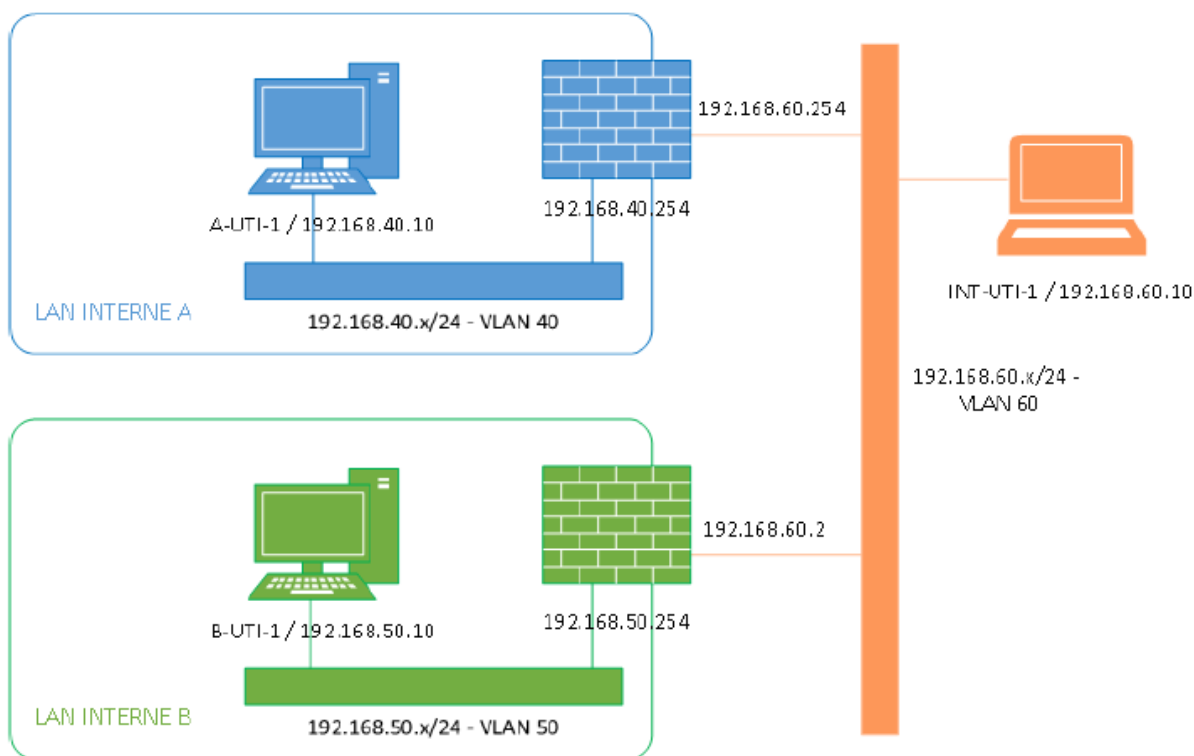 192.168.60.254
A-UTI-1 / 192.168.40.10
192.168.40.254
LAN INTERNE A
192.168.40.x/24 - VLAN 40
INT-UTI-1 / 192.168.60.10
192.168.60.x/24 -
VLAN 60
192.168.60.2
B-UTI-1 / 192.168.50.10
192.168.50.254
LAN INTERNE B
192.168.50.x/24 - VLAN 50